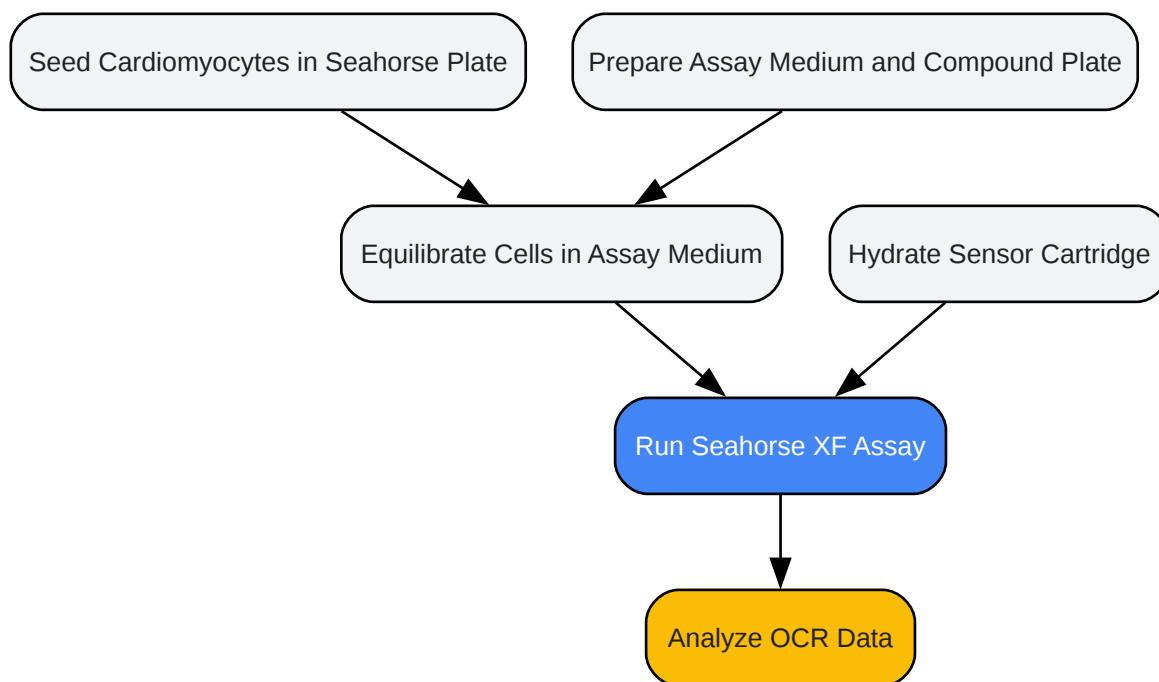 Seed Cardiomyocytes in Seahorse Plate
Prepare Assay Medium and Compound Plate
Equilibrate Cells in Assay Medium
Hydrate Sensor Cartridge
Run Seahorse XF Assay
Analyze OCR Data